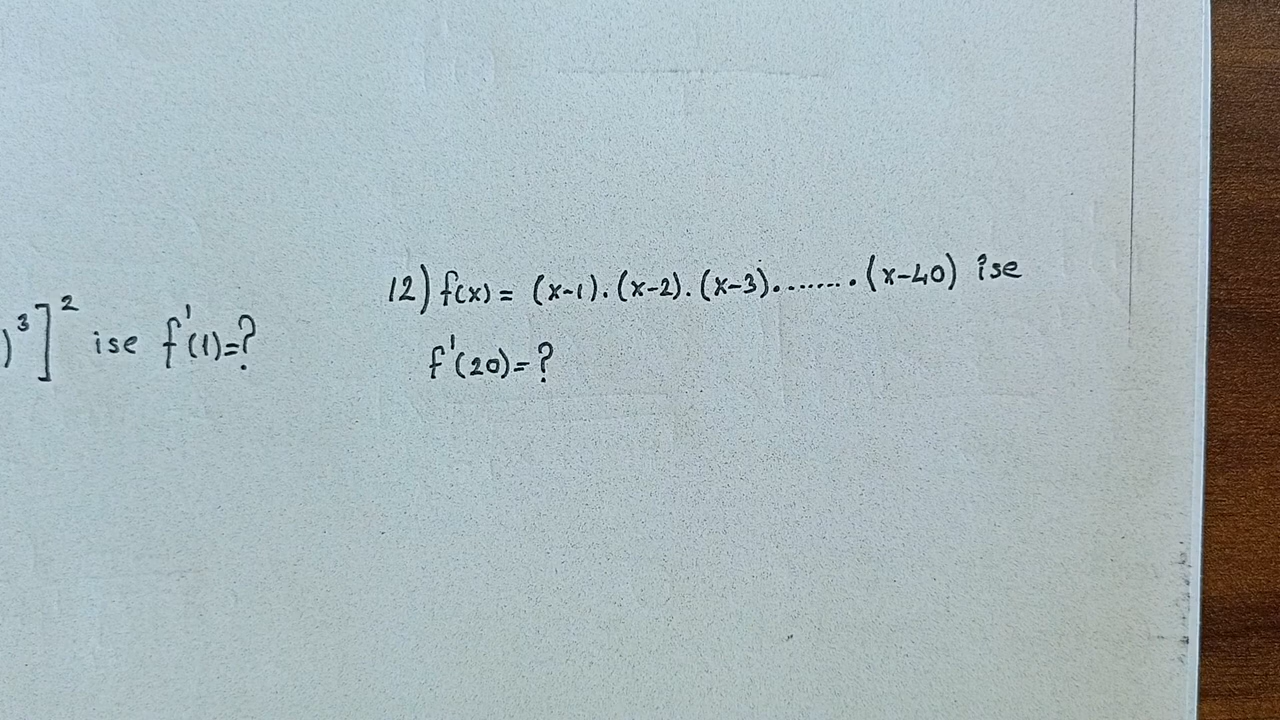 )³]² ise f'(1)=?
12) f(x) = (x-1).(x-2).(x-3)........(x-40) ise
f'(20)=?